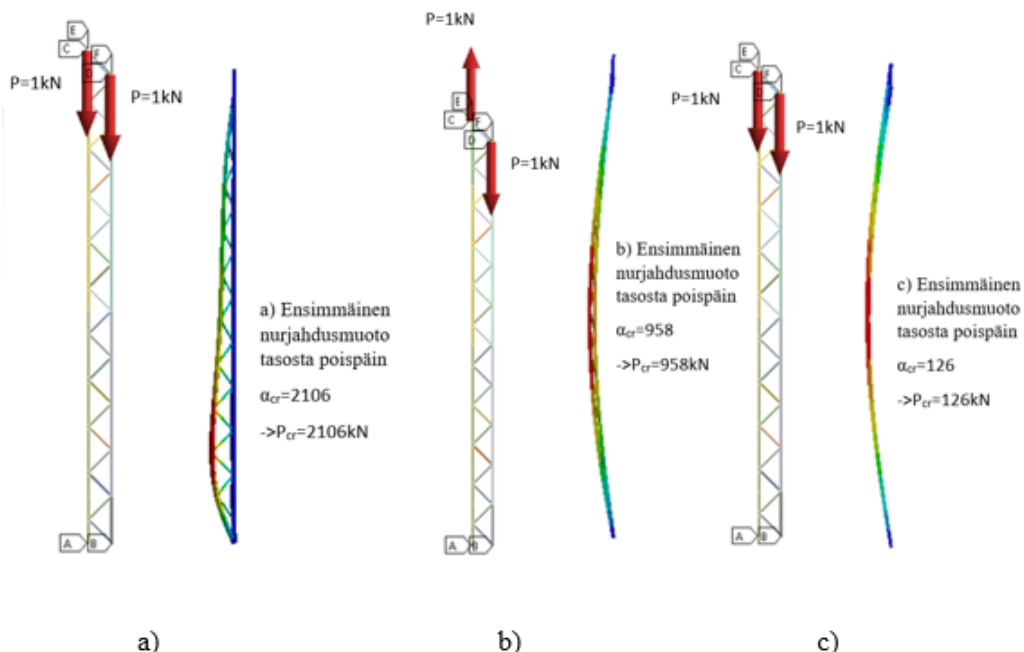 E
C
F
P=1kN
P=1kN
A
B
a) Ensimmäinen
nurjahdusmuoto
tasosta poispäin
αcr=2106
->Pcr=2106kN
P=1kN
E
C
F
D
P=1kN
A
B
b) Ensimmäinen
nurjahdusmuoto
tasosta poispäin
αcr=958
->Pcr=958kN
E
C
F
P=1kN
P=1kN
A
B
c) Ensimmäinen
nurjahdusmuoto
tasosta poispäin
αcr=126
->Pcr=126kN
a)
b)
c)